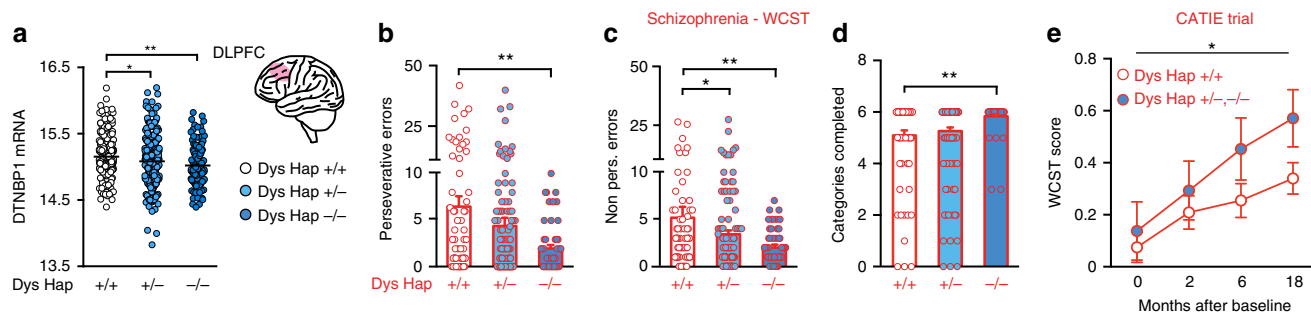 Schizophrenia - WCST
CATIE trial
a
DLPFC
**
*
16.5
15.5
14.5
13.5
DTNBP1 mRNA
Dys Hap +/+
Dys Hap +/−
Dys Hap −/−
Dys Hap +/+ +/− −/−
b
**
50
25
10
5
0
Perseverative errors
Dys Hap +/+ +/− −/−
c
**
*
50
25
10
5
0
Non pers. errors
+/+ +/− −/−
d
**
8
6
4
2
0
Categories completed
+/+ +/− −/−
e
*
Dys Hap +/+
Dys Hap +/−,−/−
0.8
0.6
0.4
0.2
0
WCST score
0 2 6 18
Months after baseline